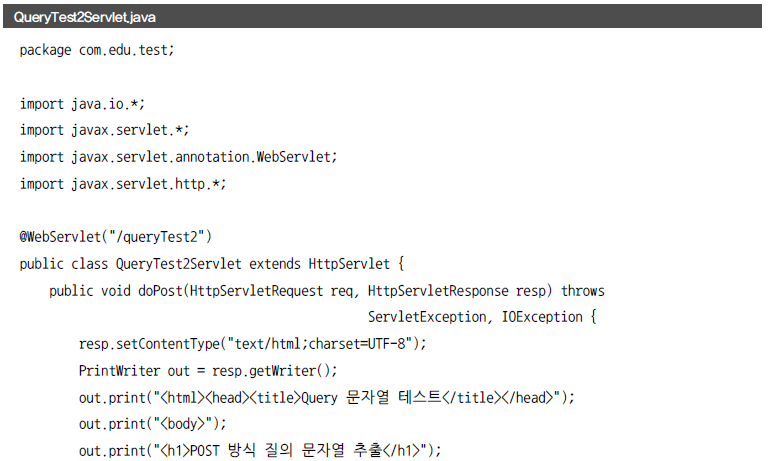 QueryTest2Servlet.java
package com.edu.test;
import java.io.*;
import javax.servlet.*;
import javax.servlet.annotation.WebServlet;
import javax.servlet.http.*;
@WebServlet("/queryTest2")
public class QueryTest2Servlet extends HttpServlet {
public void doPost(HttpServletRequest req, HttpServletResponse resp) throws
ServletException, IOException {
resp.setContentType("text/html;charset=UTF-8");
PrintWriter out = resp.getWriter();
out.print("<html><head><title>Query 문자열 테스트</title></head>");
out.print("<body>");
out.print("<h1>POST 방식 질의 문자열 추출</h1>");